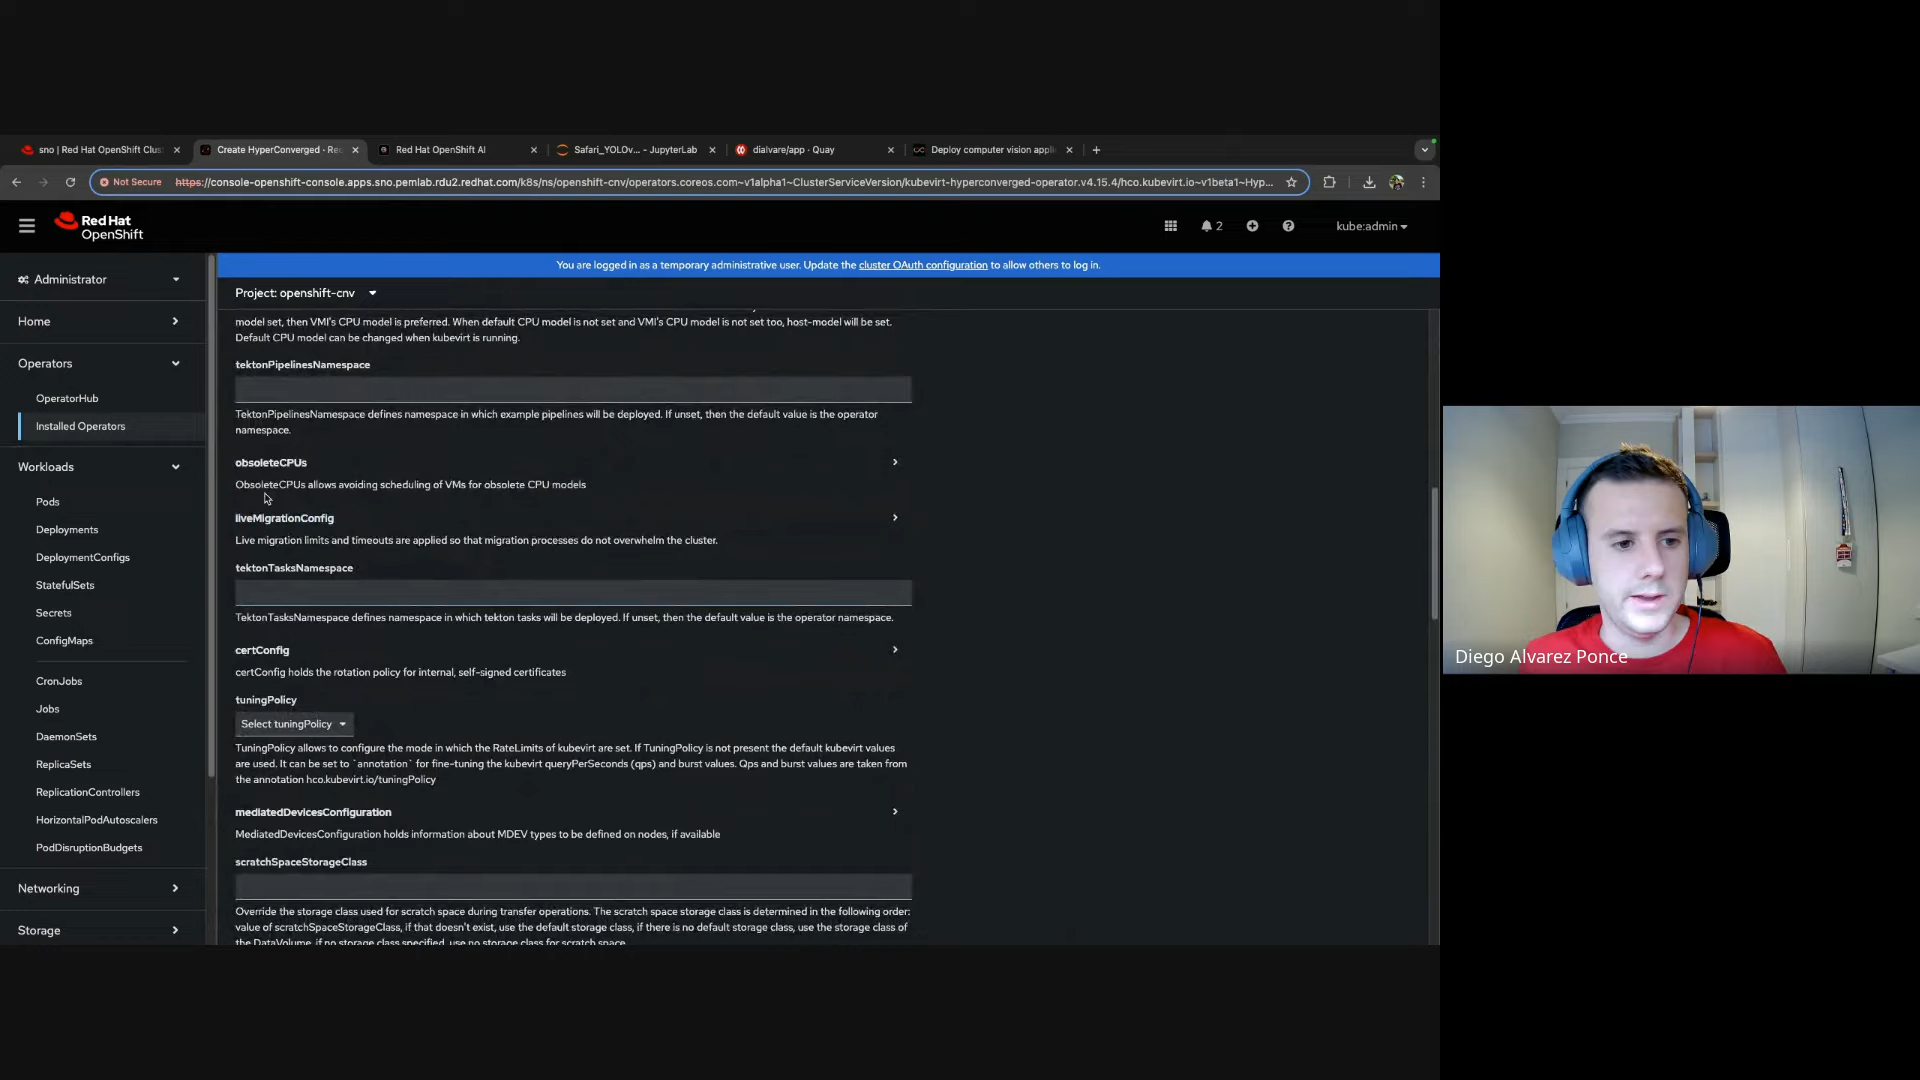 sno | Red Hat OpenShift Clus
Create HyperConverged · Re
Red Hat OpenShift AI
Safari_YOLOv... - JupyterLab
dialvare/app · Quay
Deploy computer vision appli
Not Secure
https://console-openshift-console.apps.sno.pemlab.rdu2.redhat.com/k8s/ns/openshift-cnv/operators.coreos.com~v1alpha1~ClusterServiceVersion/kubevirt-hyperconverged-operator.v4.15.4/hco.kubevirt.io~v1beta1~Hyp...
Red Hat
OpenShift
2
kube:admin
You are logged in as a temporary administrative user. Update the cluster OAuth configuration to allow others to log in.
Administrator
Home
Operators
OperatorHub
Installed Operators
Workloads
Pods
Deployments
DeploymentConfigs
StatefulSets
Secrets
ConfigMaps
CronJobs
Jobs
DaemonSets
ReplicaSets
ReplicationControllers
HorizontalPodAutoscalers
PodDisruptionBudgets
Networking
Storage
Project: openshift-cnv
model set, then VMI's CPU model is preferred. When default CPU model is not set and VMI's CPU model is not set too, host-model will be set.
Default CPU model can be changed when kubevirt is running.
tektonPipelinesNamespace
TektonPipelinesNamespace defines namespace in which example pipelines will be deployed. If unset, then the default value is the operator
namespace.
obsoleteCPUs
ObsoleteCPUs allows avoiding scheduling of VMs for obsolete CPU models
liveMigrationConfig
Live migration limits and timeouts are applied so that migration processes do not overwhelm the cluster.
tektonTasksNamespace
TektonTasksNamespace defines namespace in which tekton tasks will be deployed. If unset, then the default value is the operator namespace.
certConfig
certConfig holds the rotation policy for internal, self-signed certificates
tuningPolicy
Select tuningPolicy
TuningPolicy allows to configure the mode in which the RateLimits of kubevirt are set. If TuningPolicy is not present the default kubevirt values
are used. It can be set to `annotation` for fine-tuning the kubevirt queryPerSeconds (qps) and burst values. Qps and burst values are taken from
the annotation hco.kubevirt.io/tuningPolicy
mediatedDevicesConfiguration
MediatedDevicesConfiguration holds information about MDEV types to be defined on nodes, if available
scratchSpaceStorageClass
Override the storage class used for scratch space during transfer operations. The scratch space storage class is determined in the following order:
value of scratchSpaceStorageClass, if that doesn't exist, use the default storage class, if there is no default storage class, use the storage class of
the DataVolume, if no storage class specified, use no storage class for scratch space
Diego Alvarez Ponce